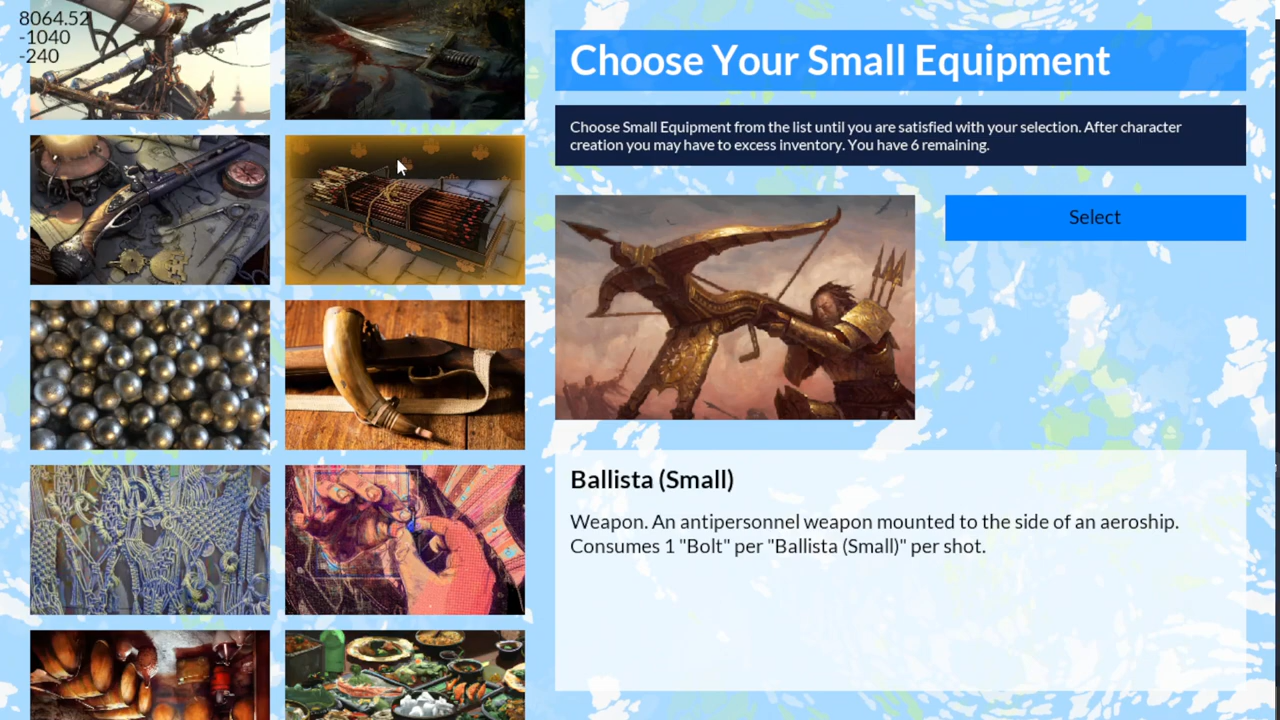 8064.52
-1040
-240
Choose Your Small Equipment
Choose Small Equipment from the list until you are satisfied with your selection. After character
creation you may have to excess inventory. You have 6 remaining.
Select
Ballista (Small)
Weapon. An antipersonnel weapon mounted to the side of an aeroship.
Consumes 1 "Bolt" per "Ballista (Small)" per shot.